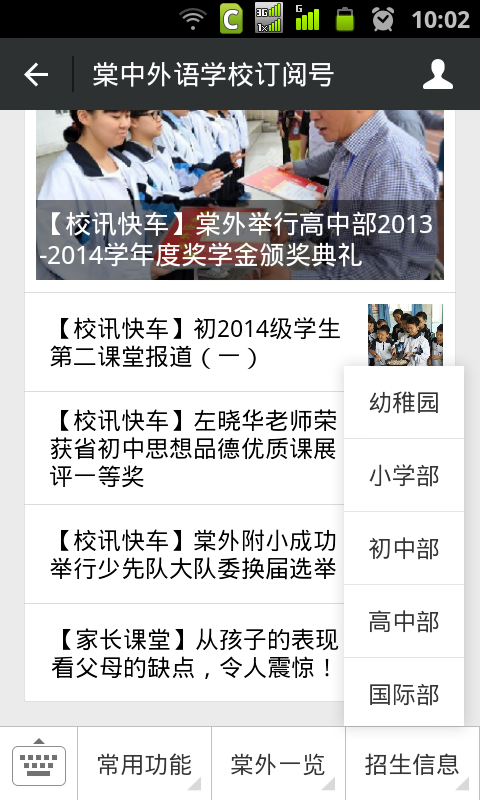 C
3G
1X
G
10:02
棠中外语学校订阅号
【校讯快车】棠外举行高中部2013
-2014学年度奖学金颁奖典礼
【校讯快车】初2014级学生
第二课堂报道（一）
【校讯快车】左晓华老师荣
获省初中思想品德优质课展
评一等奖
【校讯快车】棠外附小成功
举行少先队大队委换届选举
【家长课堂】从孩子的表现
看父母的缺点，令人震惊！
幼稚园
小学部
初中部
高中部
国际部
常用功能
棠外一览
招生信息